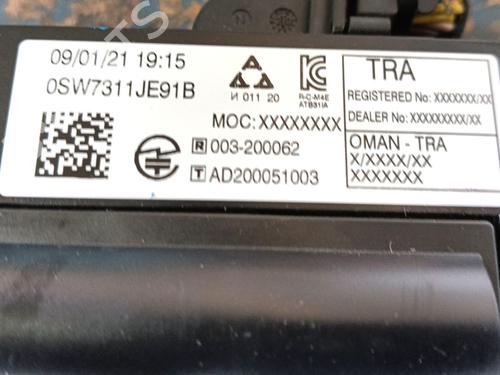 09/01/21 19:15
0SW7311JE91B
И 011 20
R-C-M4E
ATB31IA
MOC: XXXXXXXX
R 003-200062
T AD200051003
TRA
REGISTERED No: XXXXXXX/XX
DEALER No: XXXXXXXXX/XX
OMAN - TRA
X/XXXX/XX
XXXXXXX